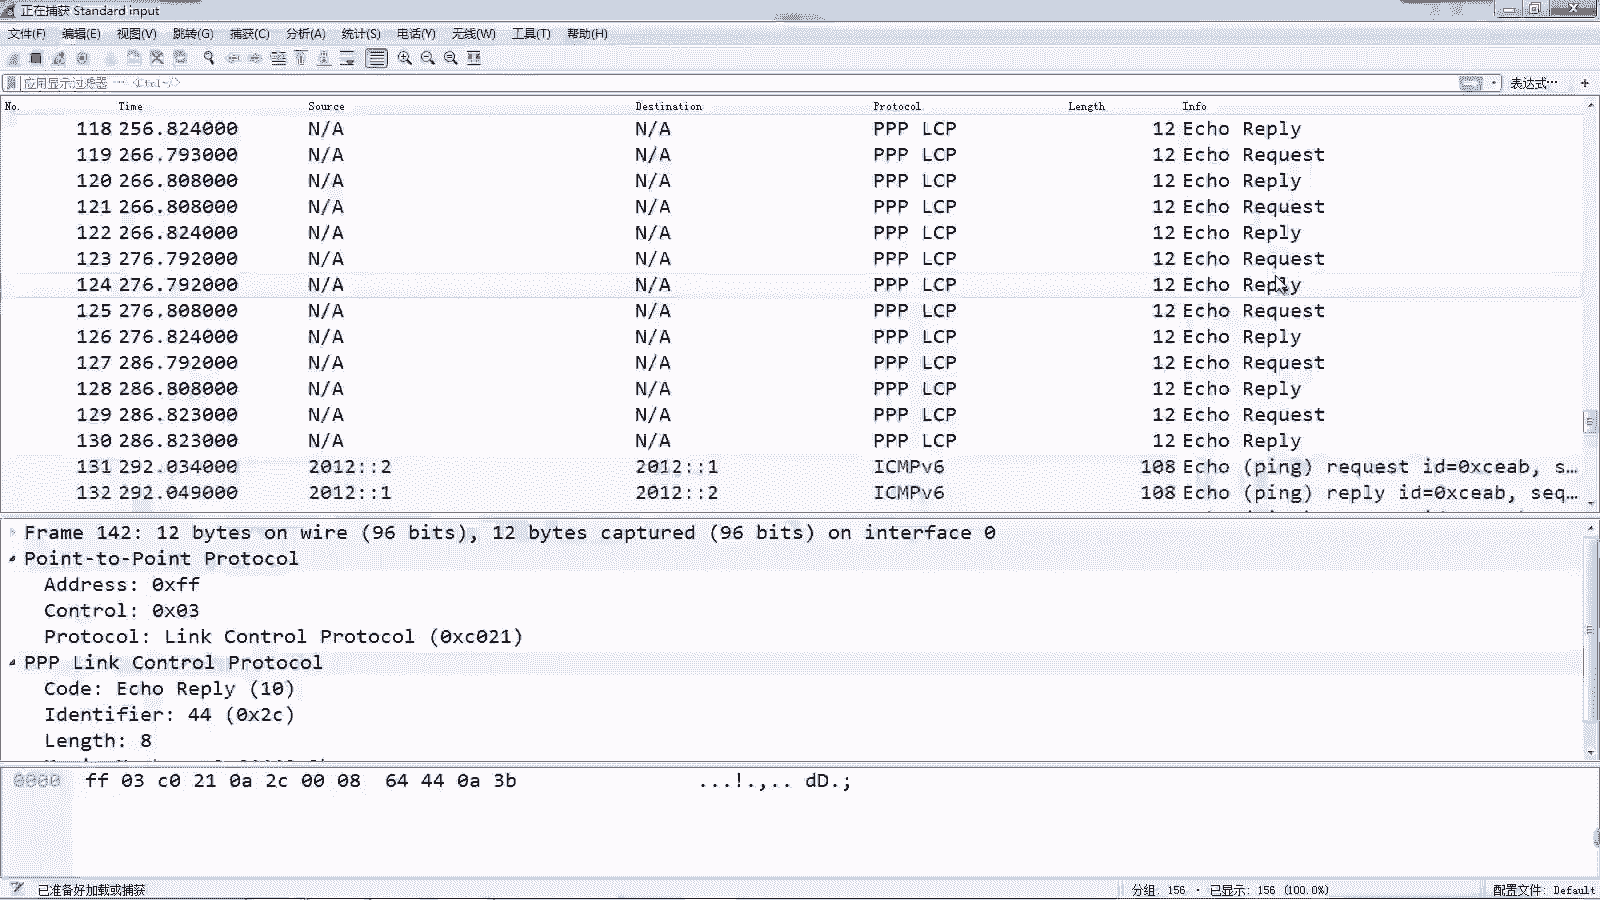 正在捕获 Standard input
文件(F) 编辑(E) 视图(V) 跳转(G) 捕获(C) 分析(A) 统计(S) 电话(Y) 无线(W) 工具(T) 帮助(H)
应用显示过滤器 … <Ctrl-/> 表达式… +
No. Time Source Destination Protocol Length Info
118 256.824000 N/A N/A PPP LCP 12 Echo Reply
119 266.793000 N/A N/A PPP LCP 12 Echo Request
120 266.808000 N/A N/A PPP LCP 12 Echo Reply
121 266.808000 N/A N/A PPP LCP 12 Echo Request
122 266.824000 N/A N/A PPP LCP 12 Echo Reply
123 276.792000 N/A N/A PPP LCP 12 Echo Request
124 276.792000 N/A N/A PPP LCP 12 Echo Reply
125 276.808000 N/A N/A PPP LCP 12 Echo Request
126 276.824000 N/A N/A PPP LCP 12 Echo Reply
127 286.792000 N/A N/A PPP LCP 12 Echo Request
128 286.808000 N/A N/A PPP LCP 12 Echo Reply
129 286.823000 N/A N/A PPP LCP 12 Echo Request
130 286.823000 N/A N/A PPP LCP 12 Echo Reply
131 292.034000 2012::2 2012::1 ICMPv6 108 Echo (ping) request id=0xceab, s…
132 292.049000 2012::1 2012::2 ICMPv6 108 Echo (ping) reply id=0xceab, seq…
Frame 142: 12 bytes on wire (96 bits), 12 bytes captured (96 bits) on interface 0
Point-to-Point Protocol
Address: 0xff
Control: 0x03
Protocol: Link Control Protocol (0xc021)
PPP Link Control Protocol
Code: Echo Reply (10)
Identifier: 44 (0x2c)
Length: 8
0000 ff 03 c0 21 0a 2c 00 08 64 44 0a 3b ...!.,.. dD.;
已准备好加载或捕获 分组: 156 · 已显示: 156 (100.0%) 配置文件: Default